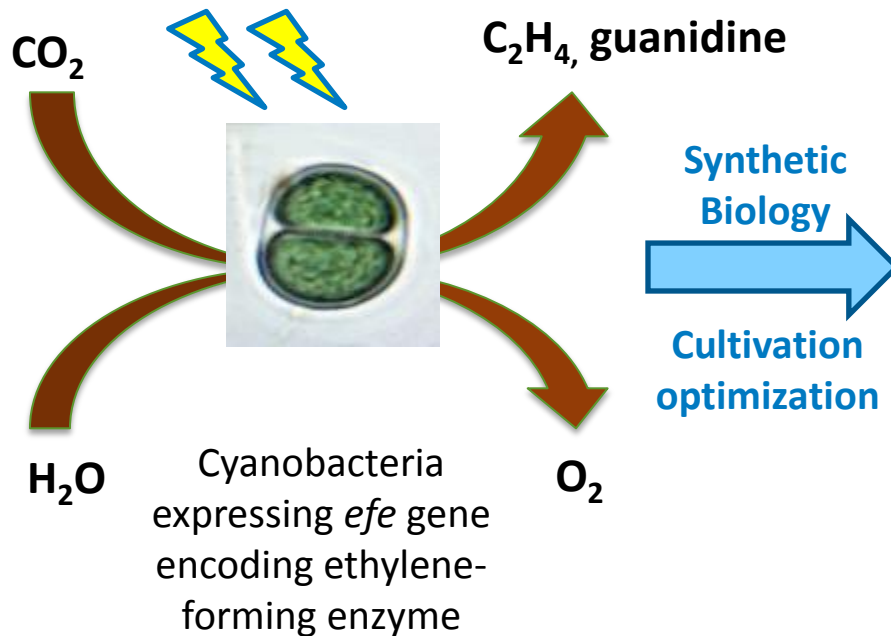 CO₂
C₂H₄, guanidine
Synthetic
Biology
Cultivation
optimization
H₂O
Cyanobacteria
expressing efe gene
encoding ethylene-
forming enzyme
O₂